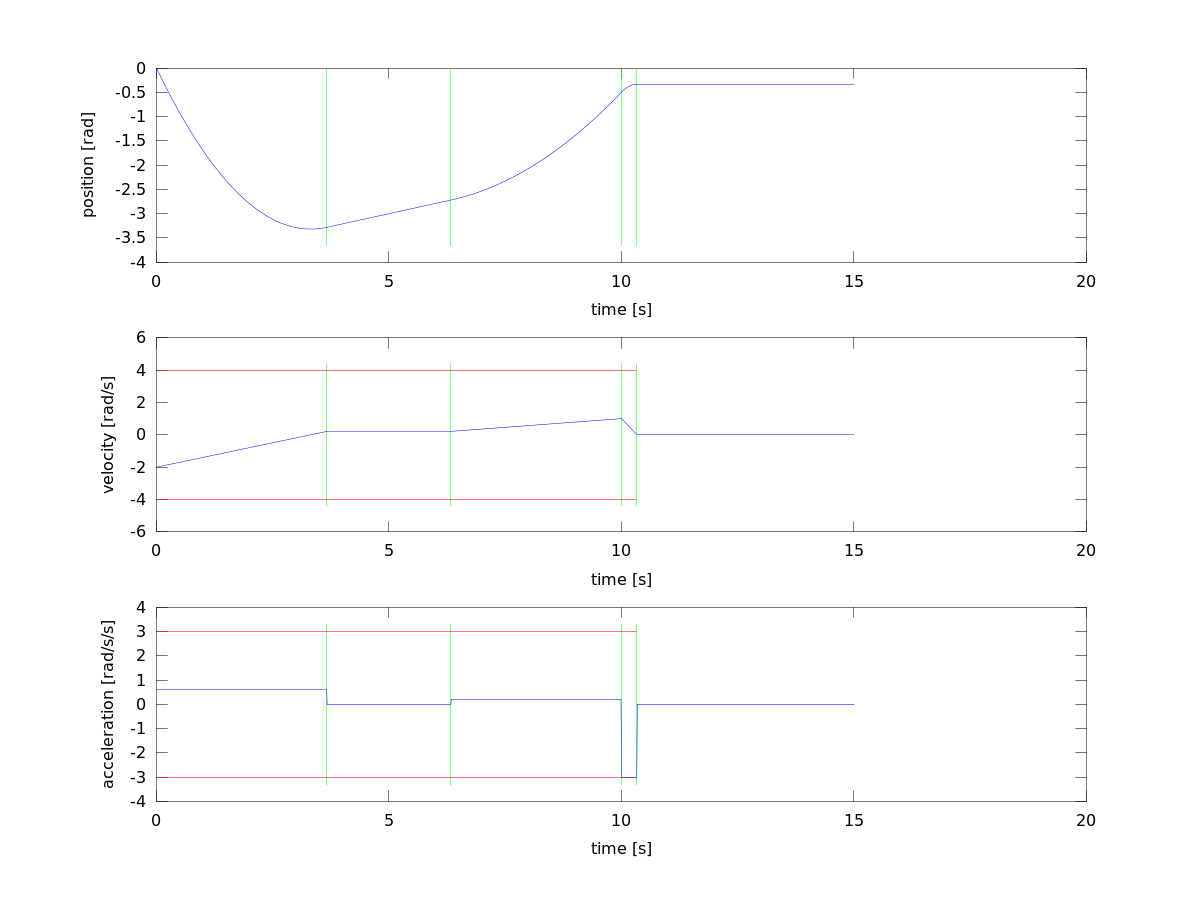 0
-0.5
-1
-1.5
-2
-2.5
-3
-3.5
-4
position [rad]
0 5 10 15 20
time [s]
6
4
2
0
-2
-4
-6
velocity [rad/s]
0 5 10 15 20
time [s]
4
3
2
1
0
-1
-2
-3
-4
acceleration [rad/s/s]
0 5 10 15 20
time [s]